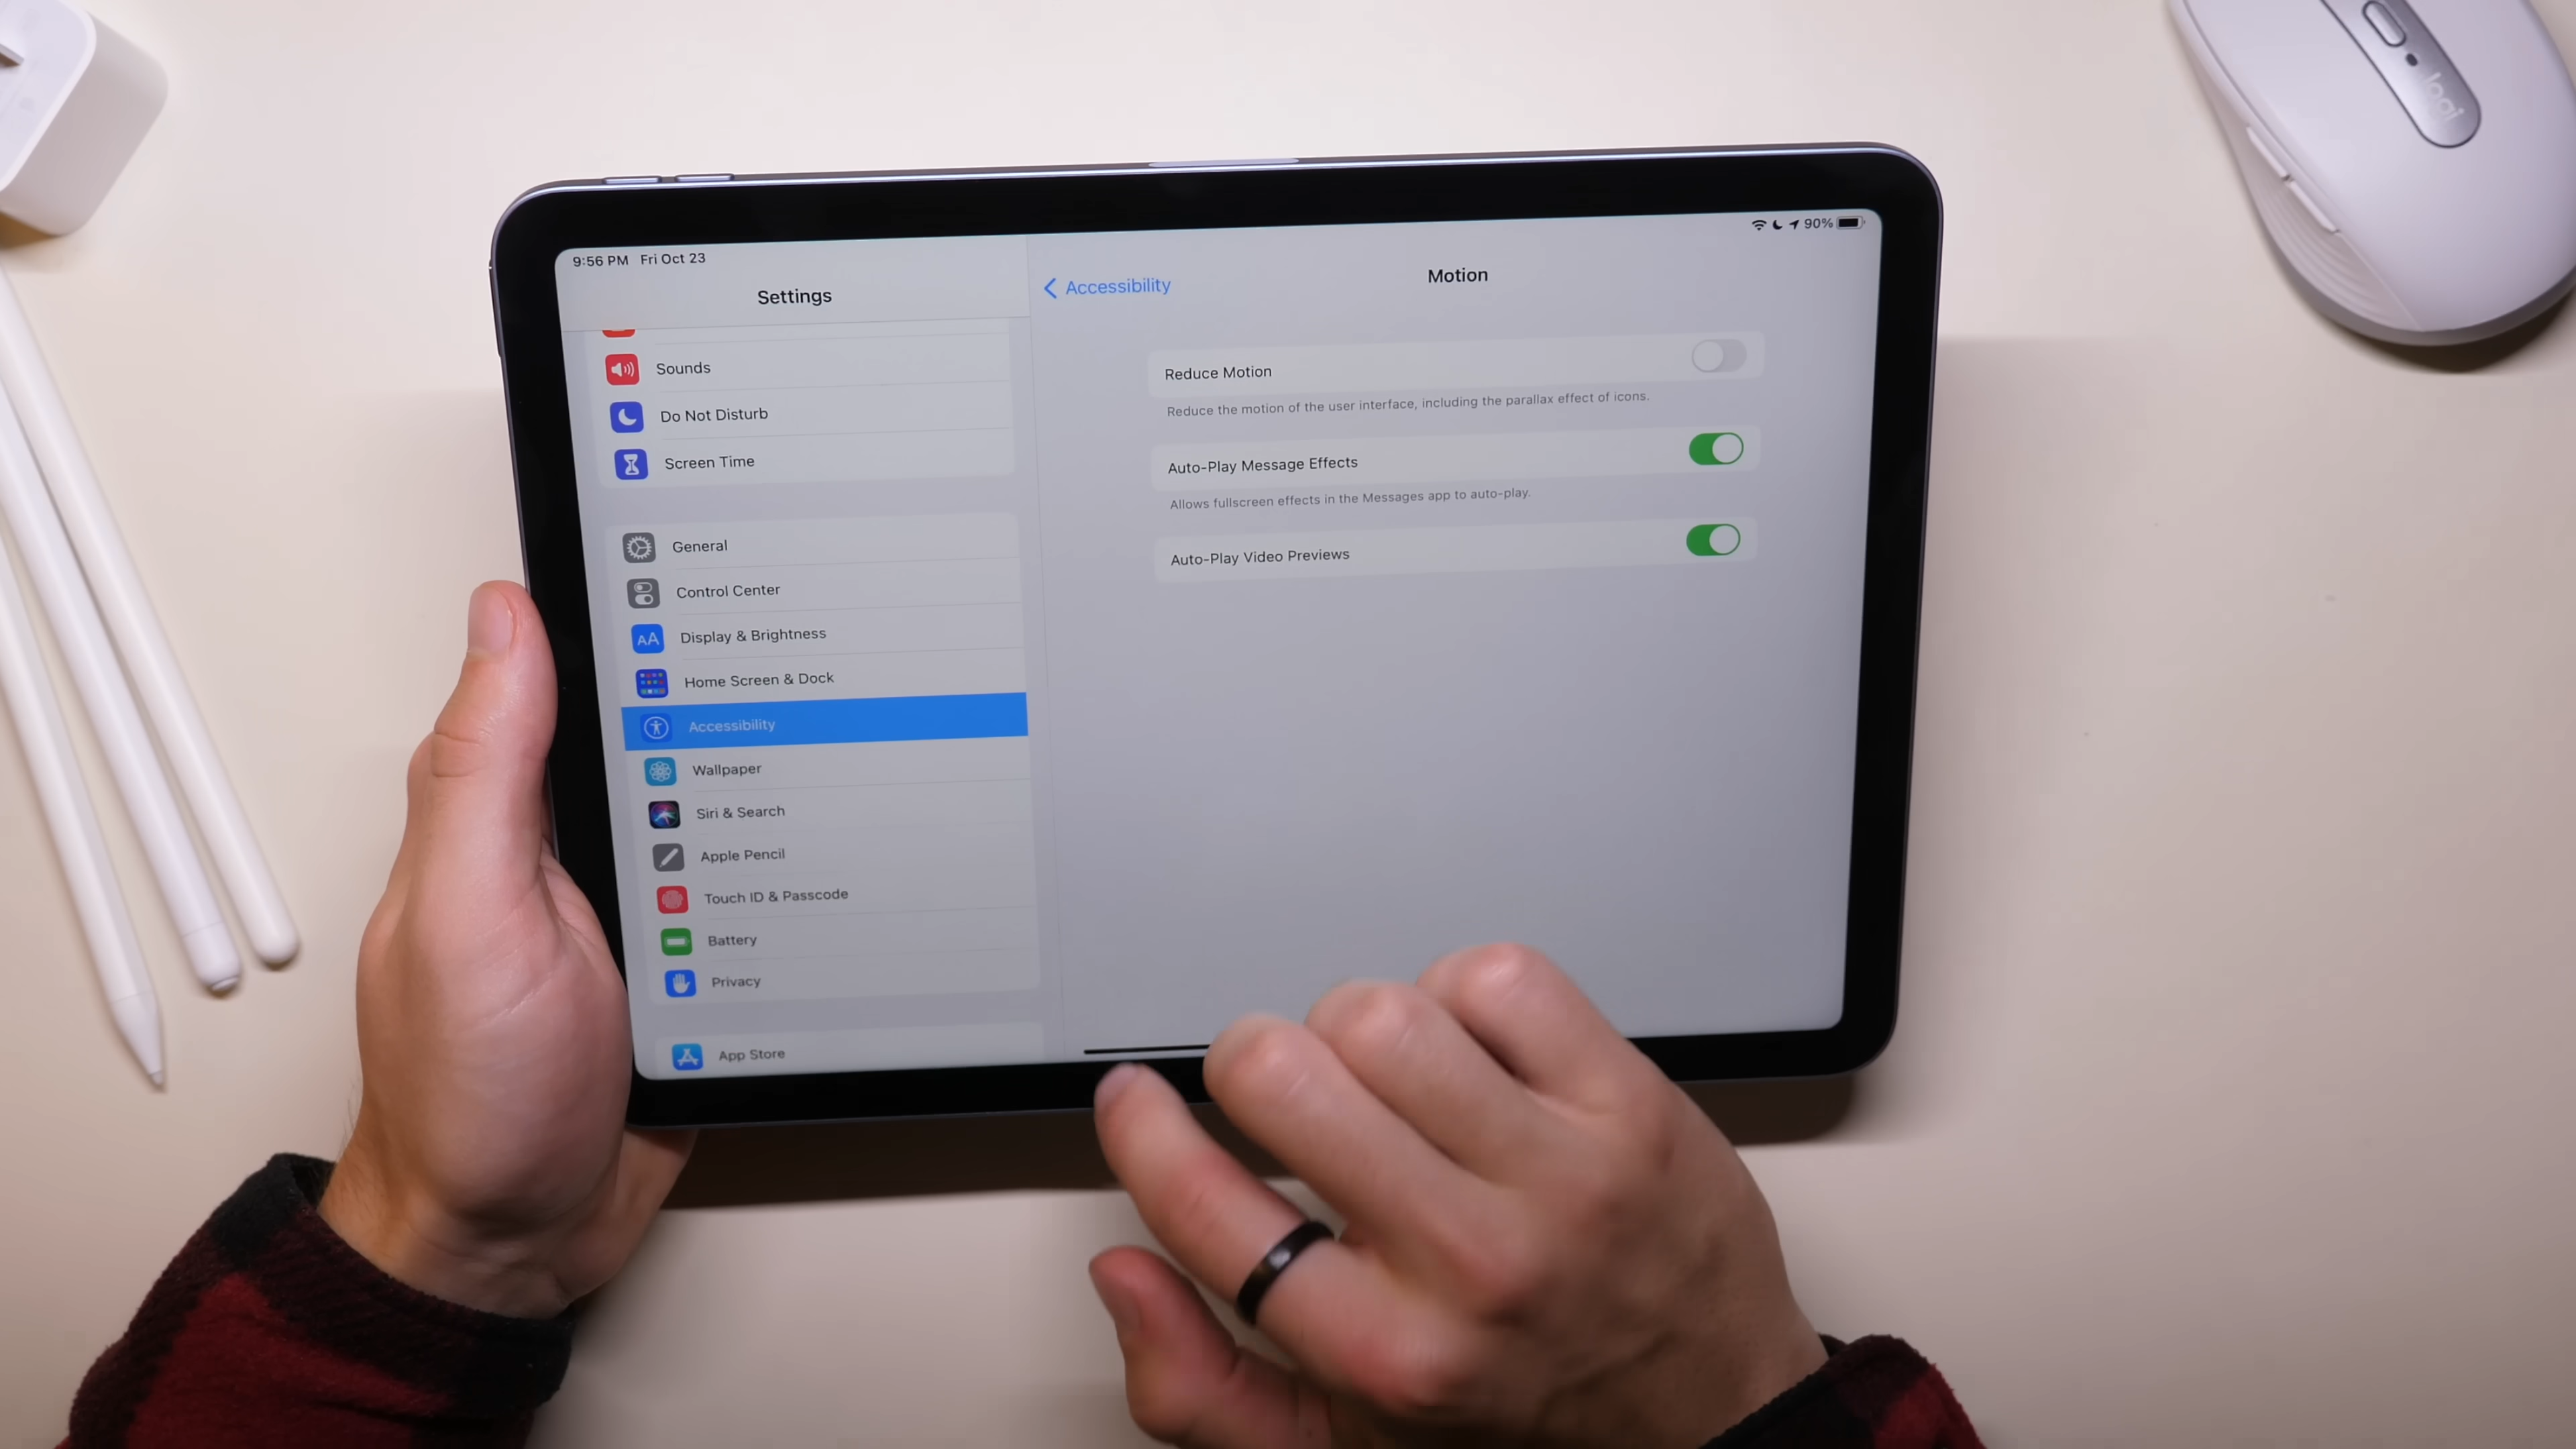 9:56 PM Fri Oct 23
90%
Settings
Sounds
Do Not Disturb
Screen Time
General
Control Center
AA
Display & Brightness
Home Screen & Dock
Accessibility
Wallpaper
Siri & Search
Apple Pencil
Touch ID & Passcode
Battery
Privacy
App Store
Accessibility
Motion
Reduce Motion
Reduce the motion of the user interface, including the parallax effect of icons.
Auto-Play Message Effects
Allows fullscreen effects in the Messages app to auto-play.
Auto-Play Video Previews
logi